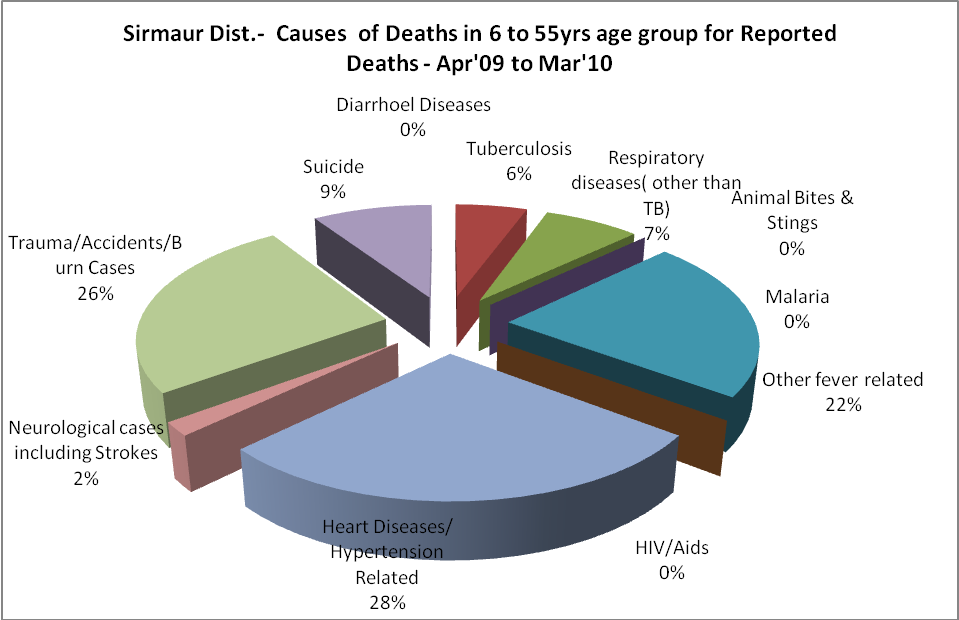 Sirmaur Dist.-  Causes  of Deaths in 6 to 55yrs age group for Reported
Deaths - Apr'09 to Mar'10
Diarrhoel Diseases
0%
Tuberculosis
6%
Respiratory
diseases( other than
TB)
7%
Animal Bites &
Stings
0%
Malaria
0%
Other fever related
22%
HIV/Aids
0%
Heart Diseases/
Hypertension
Related
28%
Neurological cases
including Strokes
2%
Trauma/Accidents/B
urn Cases
26%
Suicide
9%